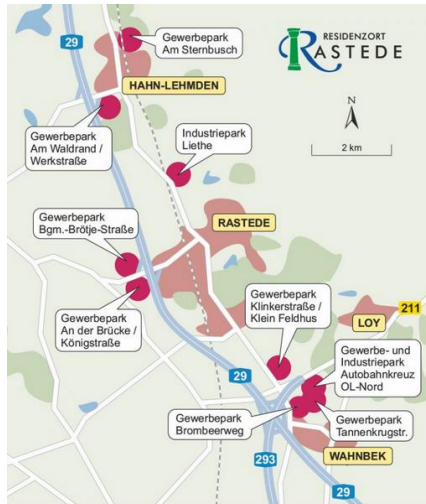 Gewerbepark
Am Sternbusch
RESIDENZORT
RASTEDE
29
HAHN-LEHMDEN
N
2 km
Gewerbepark
Am Waldrand /
Werkstraße
Industriepark
Liethe
RASTEDE
Gewerbepark
Bgm.-Brötje-Straße
Gewerbepark
An der Brücke /
Königstraße
Gewerbepark
Klinkerstraße /
Klein Feldhus
211
LOY
Gewerbe- und
Industriepark
Autobahnkreuz
OL-Nord
29
Gewerbepark
Brombeerweg
Gewerbepark
Tannenkrugstr.
WAHNBEK
293
29